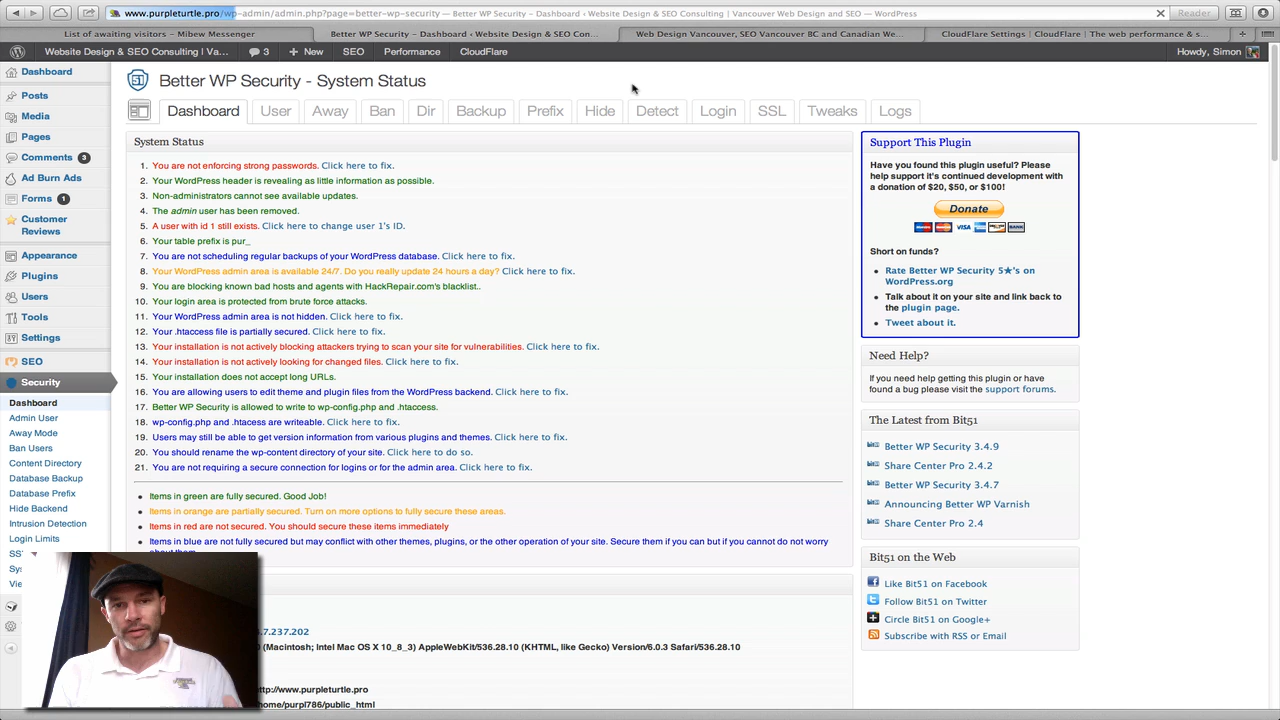 www.purpleturtle.pro/wp-admin/admin.php?page=better-wp-security — Better WP Security - Dashboard ‹ Website Design & SEO Consulting | Vancouver Web Design and SEO — WordPress
Reader
List of awaiting visitors – Mibew Messenger
Better WP Security – Dashboard ‹ Website Design & SEO Con...
Web Design Vancouver, SEO Vancouver BC and Canadian We...
CloudFlare Settings | CloudFlare | The web performance & s...
Website Design & SEO Consulting | Va...
3
+ New
SEO
Performance
CloudFlare
Howdy, Simon
Dashboard
Posts
Media
Pages
Comments 3
Ad Burn Ads
Forms 1
Customer
Reviews
Appearance
Plugins
Users
Tools
Settings
SEO
Security
Dashboard
Admin User
Away Mode
Ban Users
Content Directory
Database Backup
Database Prefix
Hide Backend
Intrusion Detection
Login Limits
Better WP Security - System Status
Dashboard
User
Away
Ban
Dir
Backup
Prefix
Hide
Detect
Login
SSL
Tweaks
Logs
System Status
1. You are not enforcing strong passwords. Click here to fix.
2. Your WordPress header is revealing as little information as possible.
3. Non-administrators cannot see available updates.
4. The admin user has been removed.
5. A user with id 1 still exists. Click here to change user 1's ID.
6. Your table prefix is pur_
7. You are not scheduling regular backups of your WordPress database. Click here to fix.
8. Your WordPress admin area is available 24/7. Do you really update 24 hours a day? Click here to fix.
9. You are blocking known bad hosts and agents with HackRepair.com's blacklist..
10. Your login area is protected from brute force attacks.
11. Your WordPress admin area is not hidden. Click here to fix.
12. Your .htaccess file is partially secured. Click here to fix.
13. Your installation is not actively blocking attackers trying to scan your site for vulnerabilities. Click here to fix.
14. Your installation is not actively looking for changed files. Click here to fix.
15. Your installation does not accept long URLs.
16. You are allowing users to edit theme and plugin files from the WordPress backend. Click here to fix.
17. Better WP Security is allowed to write to wp-config.php and .htaccess.
18. wp-config.php and .htacess are writeable. Click here to fix.
19. Users may still be able to get version information from various plugins and themes. Click here to fix.
20. You should rename the wp-content directory of your site. Click here to do so.
21. You are not requiring a secure connection for logins or for the admin area. Click here to fix.
Items in green are fully secured. Good Job!
Items in orange are partially secured. Turn on more options to fully secure these areas.
Items in red are not secured. You should secure these items immediately
Items in blue are not fully secured but may conflict with other themes, plugins, or the other operation of your site. Secure them if you can but if you cannot do not worry
about them.
.7.237.202
(Macintosh; Intel Mac OS X 10_8_3) AppleWebKit/536.28.10 (KHTML, like Gecko) Version/6.0.3 Safari/536.28.10
http://www.purpleturtle.pro
home/purpl786/public_html
Support This Plugin
Have you found this plugin useful? Please
help support it's continued development with
a donation of $20, $50, or $100!
Donate
VISA
BANK
Short on funds?
Rate Better WP Security 5★'s on
WordPress.org
Talk about it on your site and link back to
the plugin page.
Tweet about it.
Need Help?
If you need help getting this plugin or have
found a bug please visit the support forums.
The Latest from Bit51
Better WP Security 3.4.9
Share Center Pro 2.4.2
Better WP Security 3.4.7
Announcing Better WP Varnish
Share Center Pro 2.4
Bit51 on the Web
Like Bit51 on Facebook
Follow Bit51 on Twitter
Circle Bit51 on Google+
Subscribe with RSS or Email